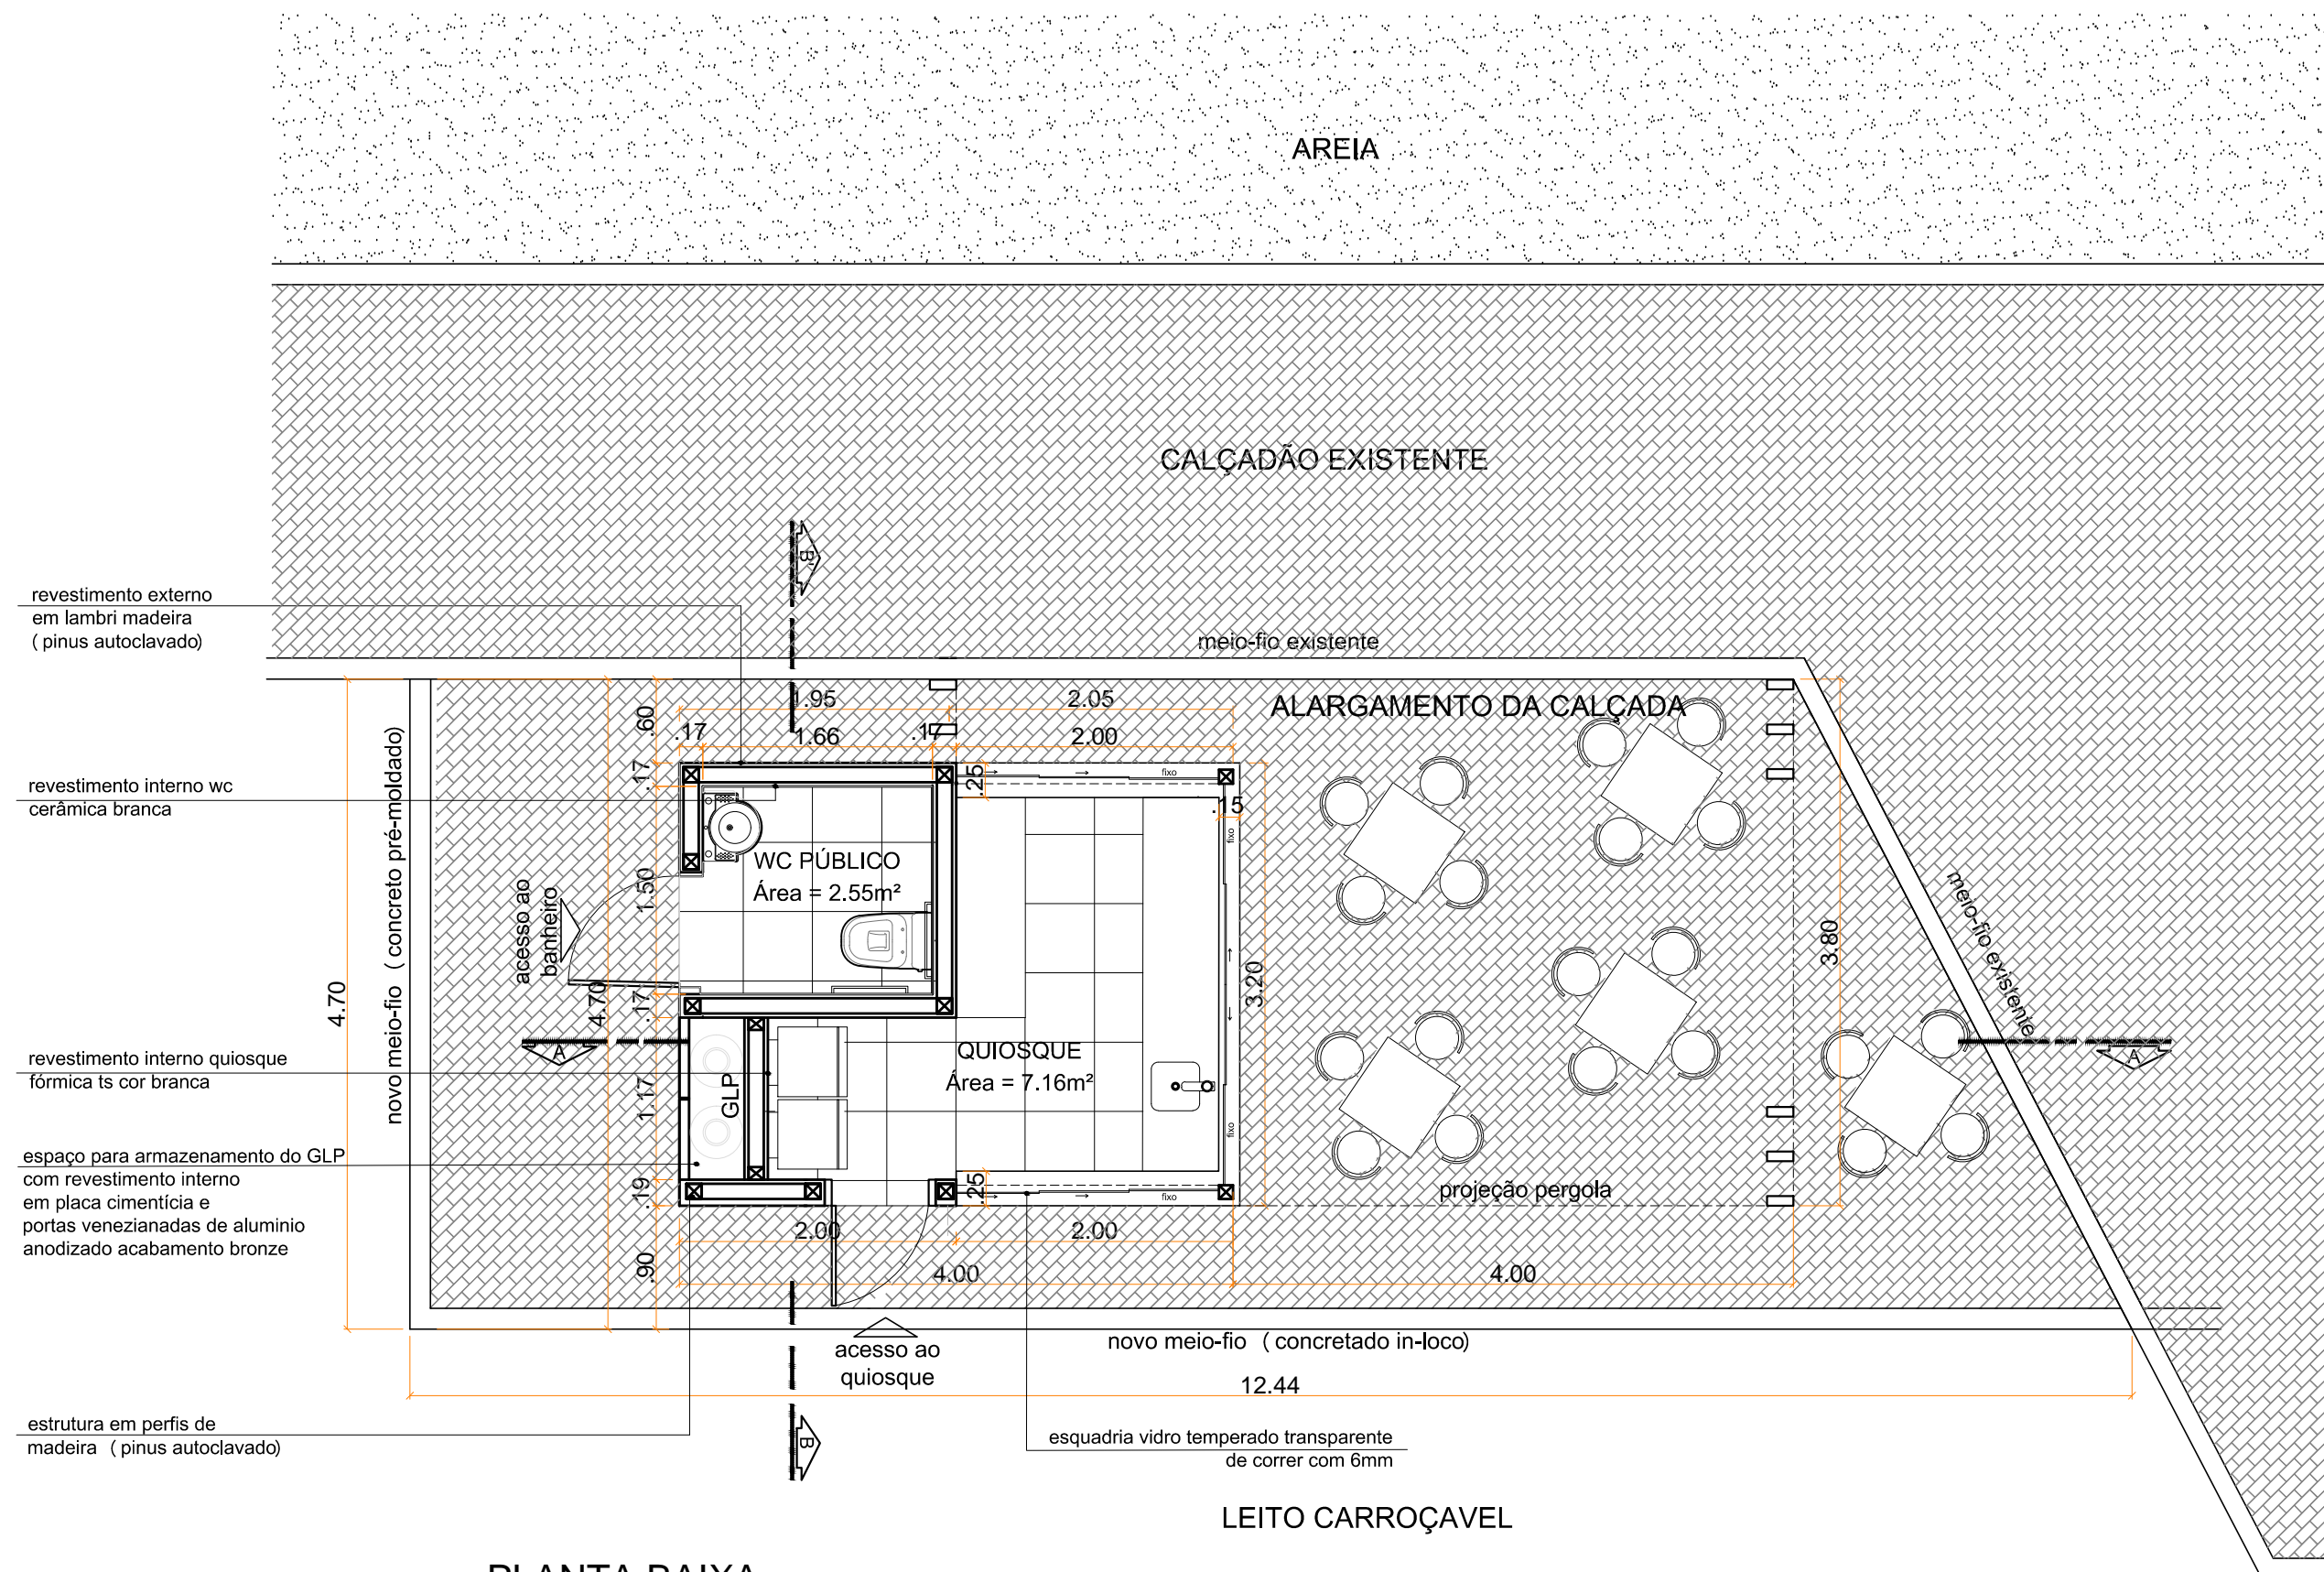 AREIA
CALÇADÃO EXISTENTE
B'
revestimento externo
em lambri madeira
( pinus autoclavado)
meio-fio existente
1.95
2.05
ALARGAMENTO DA CALÇADA
.60
.17
1.66
.17
2.00
.17
.25
fixo
revestimento interno wc
cerâmica branca
.15
fixo
novo meio-fio ( concreto pré-moldado)
WC PÚBLICO
Área = 2.55m²
1.50
acesso ao
banheiro
meio-fio existente
3.80
3.20
4.70
4.70
.17
A
A
revestimento interno quiosque
fórmica ts cor branca
QUIOSQUE
Área = 7.16m²
GLP
1.17
fixo
espaço para armazenamento do GLP
com revestimento interno
em placa cimentícia e
portas venezianadas de aluminio
anodizado acabamento bronze
.19
.25
fixo
projeção pergola
2.00
2.00
.90
4.00
4.00
acesso ao
quiosque
novo meio-fio ( concretado in-loco)
12.44
estrutura em perfis de
madeira ( pinus autoclavado)
B
esquadria vidro temperado transparente
de correr com 6mm
LEITO CARROÇAVEL
PLANTA BAIXA